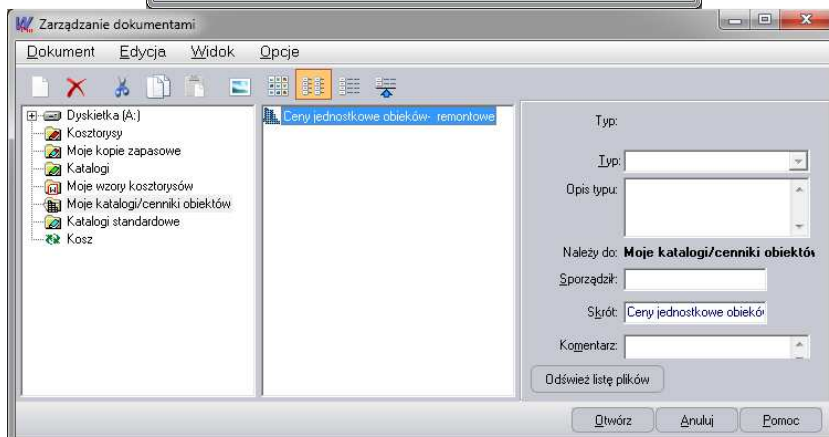 Zarządzanie dokumentami
Dokument Edycja Widok Opcje
Dyskietka (A:)
Kosztorysy
Moje kopie zapasowe
Katalogi
Moje wzory kosztorysów
Moje katalogi/cenniki obiektów
Katalogi standardowe
Kosz
Ceny jednostkowe obieków- remontowe
Typ:
Typ:
Opis typu:
Należy do: Moje katalogi/cenniki obiektóv
Sporządził:
Skrót: Ceny jednostkowe obiekó
Komentarz:
Odśwież listę plików
Otwórz Anuluj Pomoc